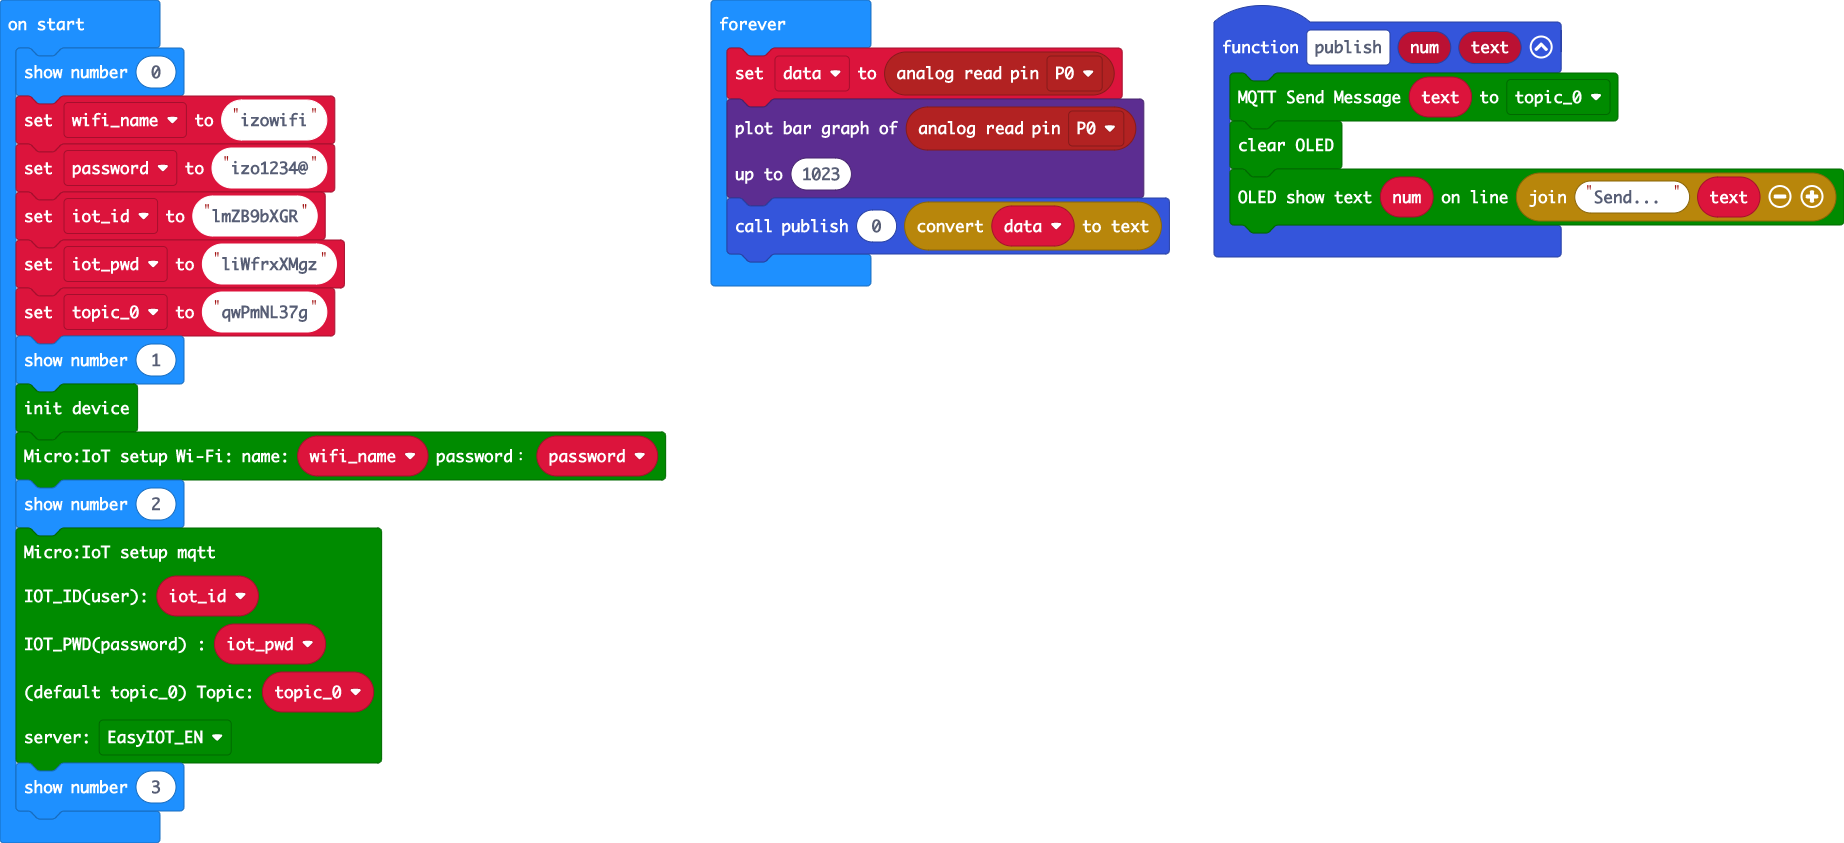 on start
show number 0
set wifi_name to "izowifi"
set password to "izo1234@"
set iot_id to "lmZB9bXGR"
set iot_pwd to "liWfrxXMgz"
set topic_0 to "qwPmNL37g"
show number 1
init device
Micro:IoT setup Wi-Fi: name: wifi_name password: password
show number 2
Micro:IoT setup mqtt
IOT_ID(user): iot_id
IOT_PWD(password) : iot_pwd
(default topic_0) Topic: topic_0
server: EasyIOT_EN
show number 3
forever
set data to analog read pin P0
plot bar graph of analog read pin P0
up to 1023
call publish 0 convert data to text
function publish num text
MQTT Send Message text to topic_0
clear OLED
OLED show text num on line join "Send... " text